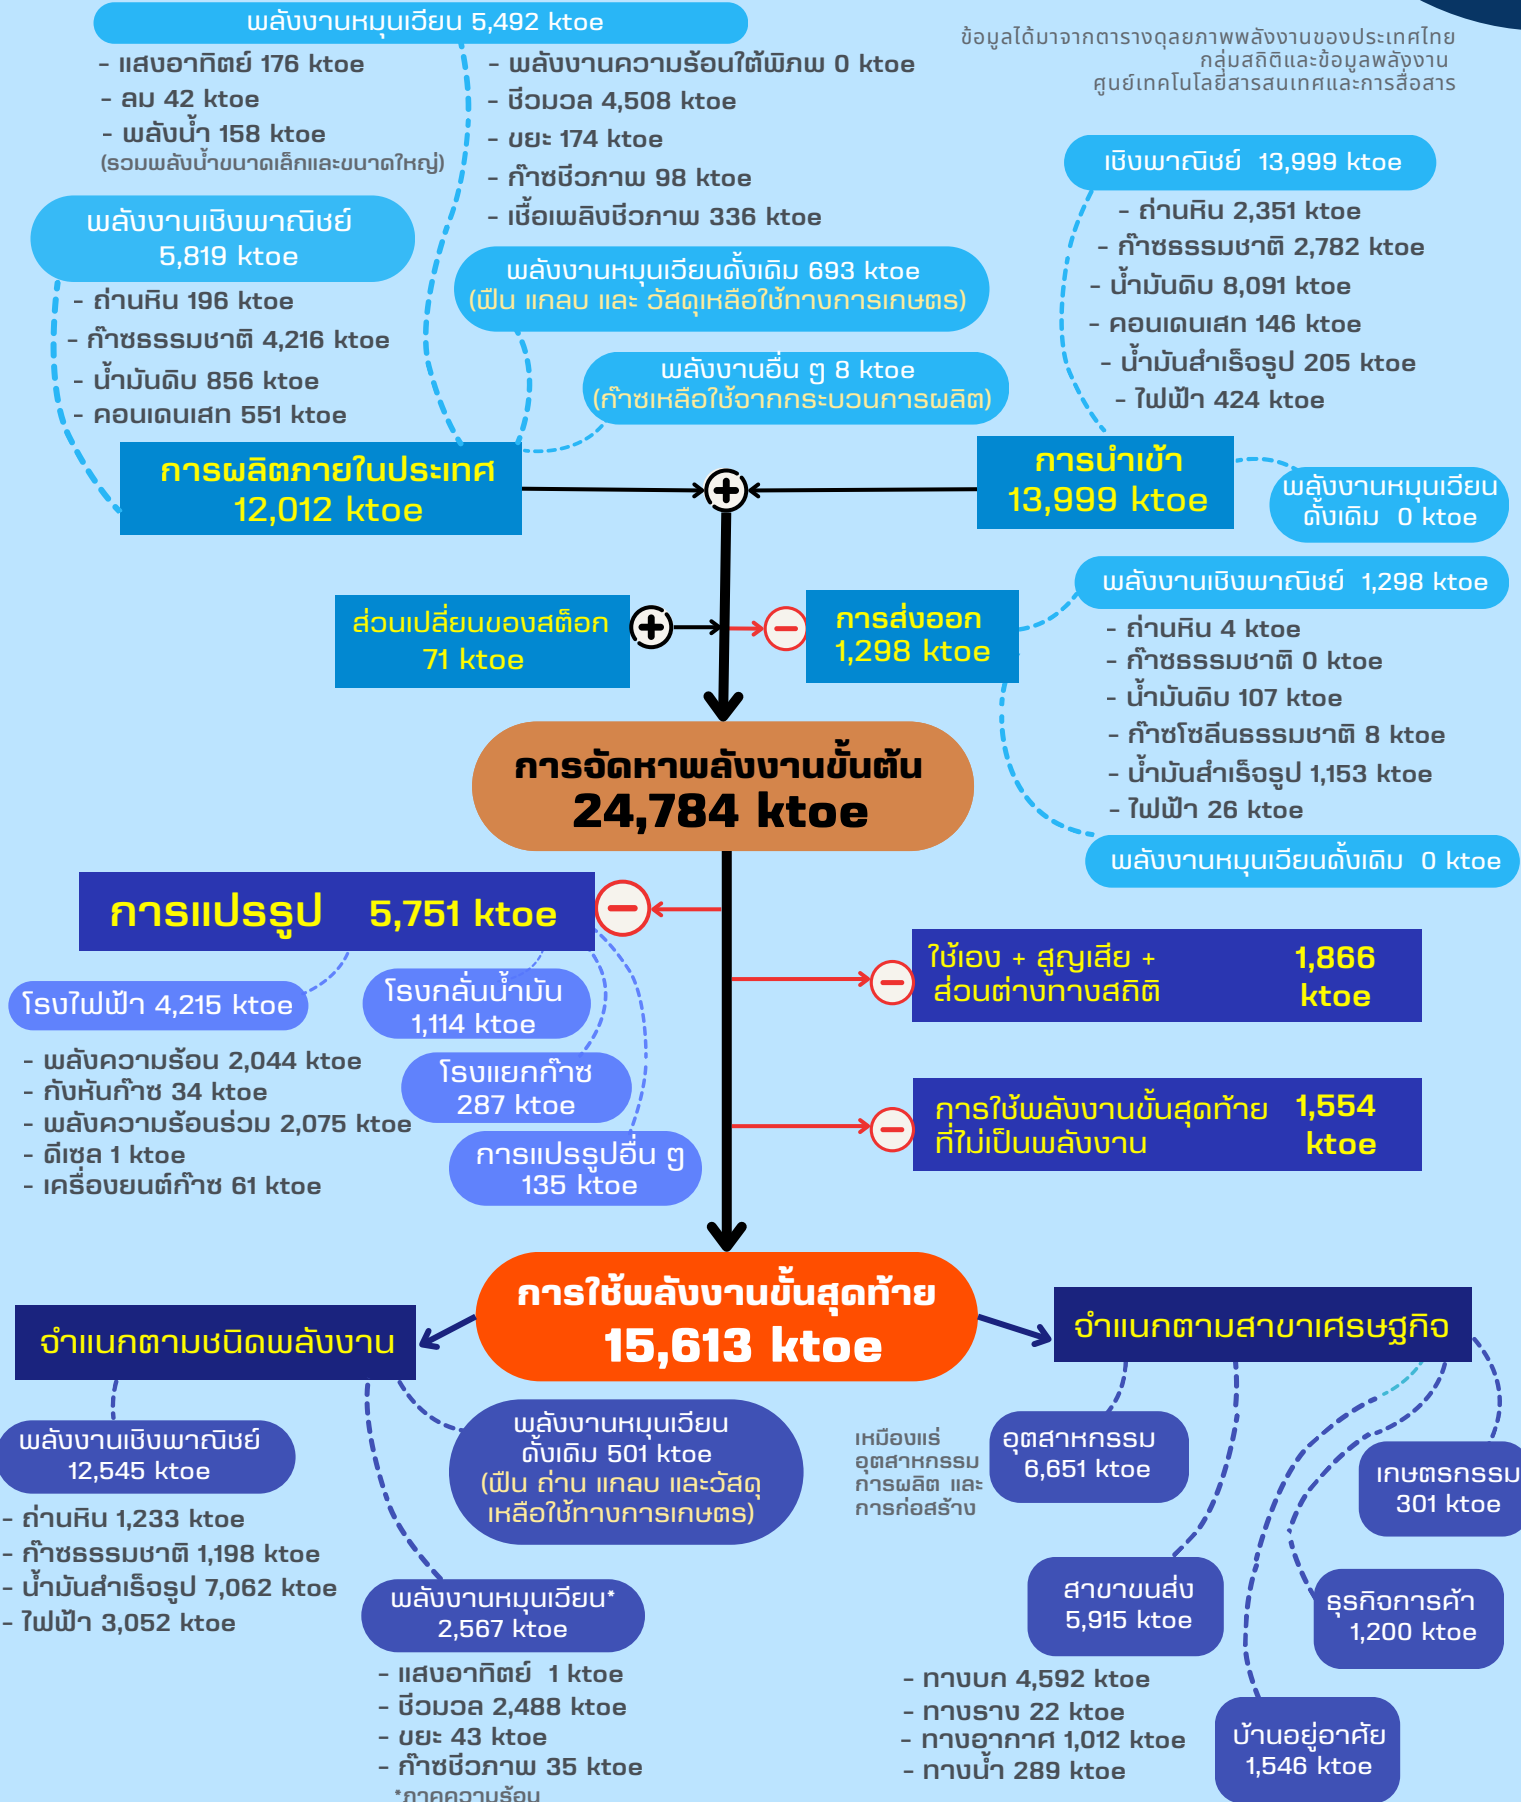 พลังงานหมุนเวียน 5,492 ktoe
- แสงอาทิตย์ 176 ktoe
- ลม 42 ktoe
- พลังน้ำ 158 ktoe
(รวมพลังน้ำขนาดเล็กและขนาดใหญ่)
- พลังงานความร้อนใต้พิภพ 0 ktoe
- ชีวมวล 4,508 ktoe
- ขยะ 174 ktoe
- ก๊าซชีวภาพ 98 ktoe
- เชื้อเพลิงชีวภาพ 336 ktoe
ข้อมูลได้มาจากตารางดุลยภาพพลังงานของประเทศไทย
กลุ่มสถิติและข้อมูลพลังงาน
ศูนย์เทคโนโลยีสารสนเทศและการสื่อสาร
พลังงานเชิงพาณิชย์
5,819 ktoe
- ถ่านหิน 196 ktoe
- ก๊าซธรรมชาติ 4,216 ktoe
- น้ำมันดิบ 856 ktoe
- คอนเดนเสท 551 ktoe
พลังงานหมุนเวียนดั้งเดิม 693 ktoe
(ฟืน แกลบ และ วัสดุเหลือใช้ทางการเกษตร)
พลังงานอื่น ๆ 8 ktoe
(ก๊าซเหลือใช้จากกระบวนการผลิต)
เชิงพาณิชย์ 13,999 ktoe
- ถ่านหิน 2,351 ktoe
- ก๊าซธรรมชาติ 2,782 ktoe
- น้ำมันดิบ 8,091 ktoe
- คอนเดนเสท 146 ktoe
- น้ำมันสำเร็จรูป 205 ktoe
- ไฟฟ้า 424 ktoe
การผลิตภายในประเทศ
12,012 ktoe
การนำเข้า
13,999 ktoe
พลังงานหมุนเวียน
ดั้งเดิม 0 ktoe
ส่วนเปลี่ยนของสต็อก
71 ktoe
การส่งออก
1,298 ktoe
พลังงานเชิงพาณิชย์ 1,298 ktoe
- ถ่านหิน 4 ktoe
- ก๊าซธรรมชาติ 0 ktoe
- น้ำมันดิบ 107 ktoe
- ก๊าซโซลีนธรรมชาติ 8 ktoe
- น้ำมันสำเร็จรูป 1,153 ktoe
- ไฟฟ้า 26 ktoe
พลังงานหมุนเวียนดั้งเดิม 0 ktoe
การจัดหาพลังงานขั้นต้น
24,784 ktoe
การแปรรูป 5,751 ktoe
โรงไฟฟ้า 4,215 ktoe
- พลังความร้อน 2,044 ktoe
- กังหันก๊าซ 34 ktoe
- พลังความร้อนร่วม 2,075 ktoe
- ดีเซล 1 ktoe
- เครื่องยนต์ก๊าซ 61 ktoe
โรงกลั่นน้ำมัน
1,114 ktoe
โรงแยกก๊าซ
287 ktoe
การแปรรูปอื่น ๆ
135 ktoe
ใช้เอง + สูญเสีย +
ส่วนต่างทางสถิติ
1,866
ktoe
การใช้พลังงานขั้นสุดท้าย
ที่ไม่เป็นพลังงาน
1,554
ktoe
การใช้พลังงานขั้นสุดท้าย
15,613 ktoe
จำแนกตามชนิดพลังงาน
พลังงานเชิงพาณิชย์
12,545 ktoe
- ถ่านหิน 1,233 ktoe
- ก๊าซธรรมชาติ 1,198 ktoe
- น้ำมันสำเร็จรูป 7,062 ktoe
- ไฟฟ้า 3,052 ktoe
พลังงานหมุนเวียน
ดั้งเดิม 501 ktoe
(ฟืน ถ่าน แกลบ และวัสดุ
เหลือใช้ทางการเกษตร)
พลังงานหมุนเวียน*
2,567 ktoe
- แสงอาทิตย์ 1 ktoe
- ชีวมวล 2,488 ktoe
- ขยะ 43 ktoe
- ก๊าซชีวภาพ 35 ktoe
*ภาคความร้อน
จำแนกตามสาขาเศรษฐกิจ
เหมืองแร่
อุตสาหกรรม
การผลิต และ
การก่อสร้าง
อุตสาหกรรม
6,651 ktoe
เกษตรกรรม
301 ktoe
สาขาขนส่ง
5,915 ktoe
- ทางบก 4,592 ktoe
- ทางราง 22 ktoe
- ทางอากาศ 1,012 ktoe
- ทางน้ำ 289 ktoe
ธุรกิจการค้า
1,200 ktoe
บ้านอยู่อาศัย
1,546 ktoe